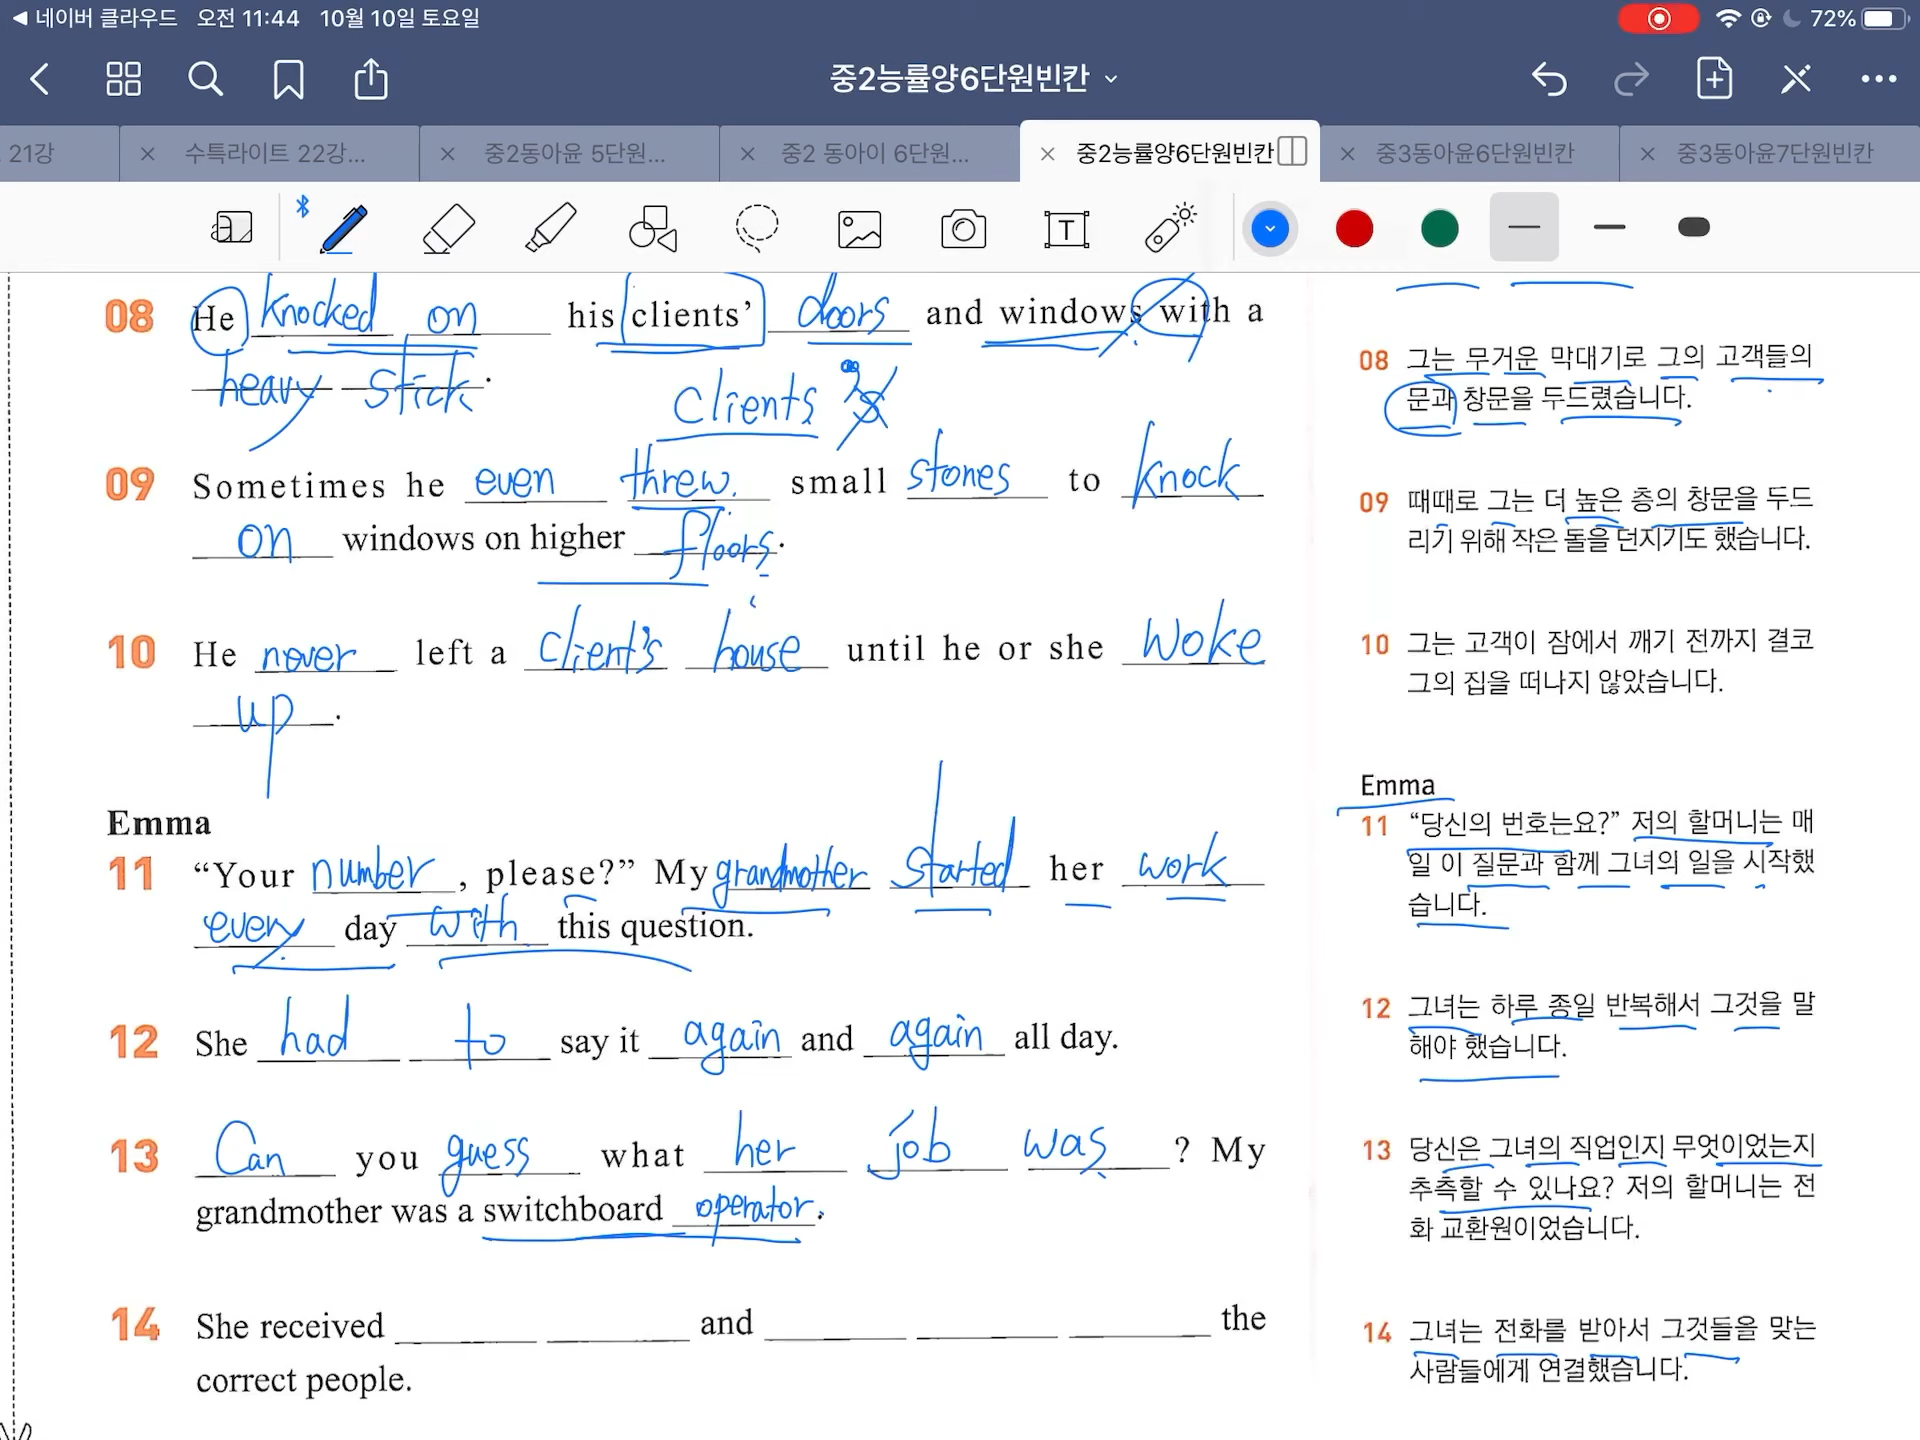 네이버 클라우드 오전 11:44 10월 10일 토요일
72%
중2능률양6단원빈칸
21강
수특라이트 22강...
중2동아윤 5단원...
중2 동아이 6단원...
중2능률양6단원빈칸
중3동아윤6단원빈칸
중3동아윤7단원빈칸
08 He knocked on his clients' doors and windows with a
heavy stick.
clients
09 Sometimes he even threw small stones to knock
on windows on higher floors.
10 He never left a client's house until he or she woke
up.
Emma
11 “Your number, please?” My grandmother started her work
every day with this question.
12 She had to say it again and again all day.
13 Can you guess what her job was? My
grandmother was a switchboard operator.
14 She received ___ ___ and ___ ___ ___ the
correct people.
08 그는 무거운 막대기로 그의 고객들의
문과 창문을 두드렸습니다.
09 때때로 그는 더 높은 층의 창문을 두드
리기 위해 작은 돌을 던지기도 했습니다.
10 그는 고객이 잠에서 깨기 전까지 결코
그의 집을 떠나지 않았습니다.
Emma
11 “당신의 번호는요?” 저의 할머니는 매
일 이 질문과 함께 그녀의 일을 시작했
습니다.
12 그녀는 하루 종일 반복해서 그것을 말
해야 했습니다.
13 당신은 그녀의 직업인지 무엇이었는지
추측할 수 있나요? 저의 할머니는 전
화 교환원이었습니다.
14 그녀는 전화를 받아서 그것들을 맞는
사람들에게 연결했습니다.